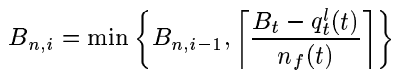 $B_{n,i} = \min \left\{ B_{n,i-1}, \left\lceil \frac{B_t - q_t^l(t)}{n_f(t)} \right\rceil \right\}$